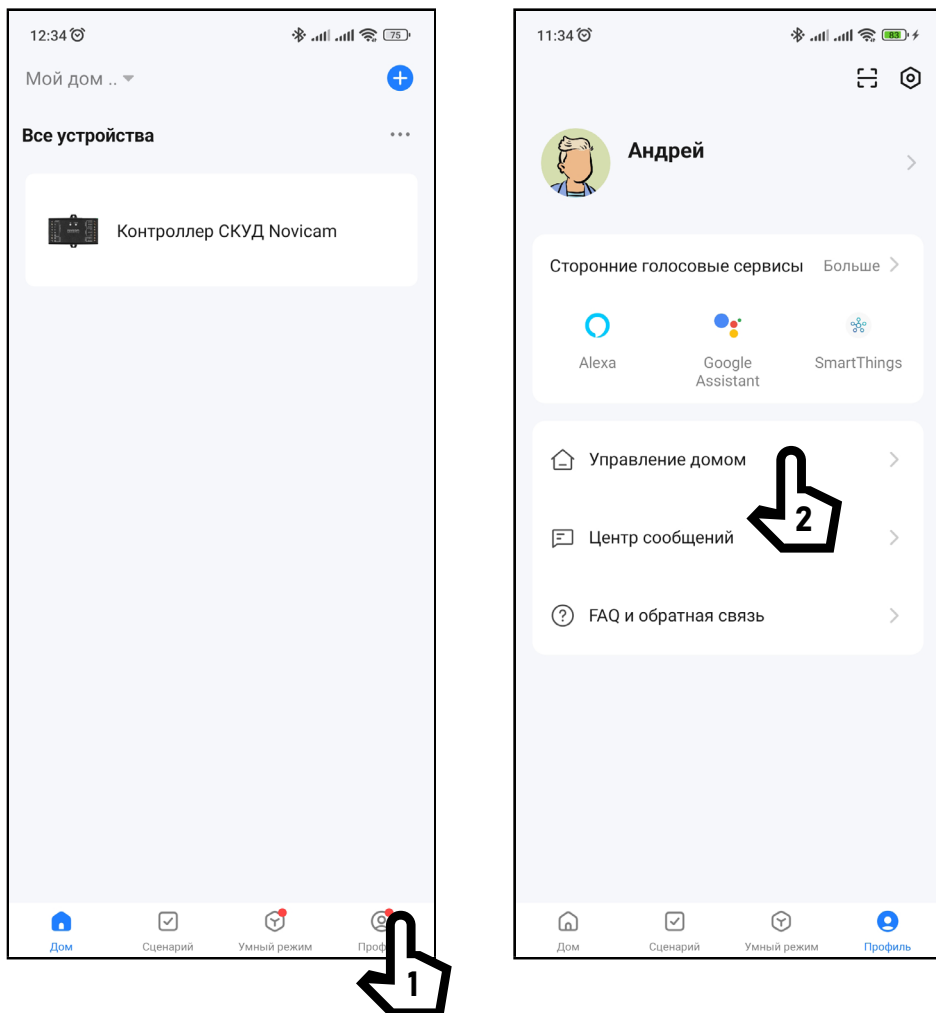 12:34
75
Мой дом ..
Все устройства
Контроллер СКУД Novicam
Дом
Сценарий
Умный режим
1
11:34
83
Андрей
Сторонние голосовые сервисы Больше
Alexa
Google
Assistant
SmartThings
Управление домом
2
Центр сообщений
FAQ и обратная связь
Дом
Сценарий
Умный режим
Профиль